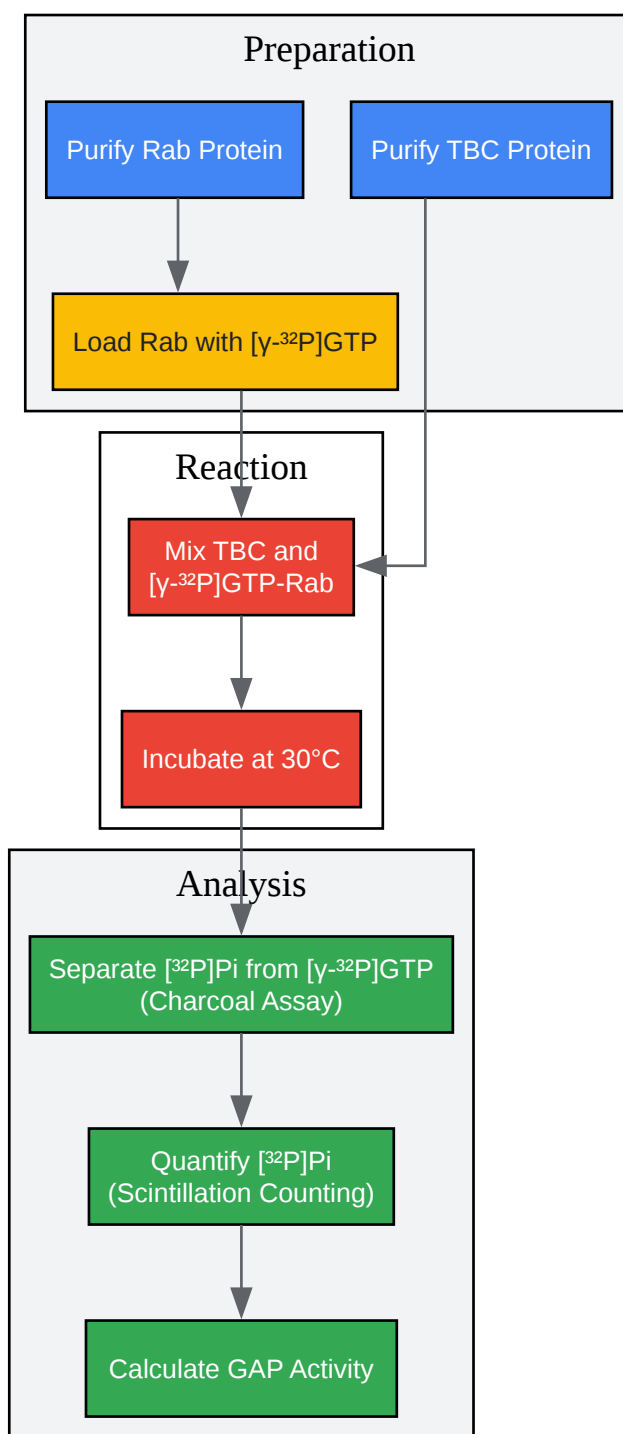 Preparation
Purify Rab Protein
Purify TBC Protein
Load Rab with [γ-³²P]GTP
Reaction
Mix TBC and
[γ-³²P]GTP-Rab
Incubate at 30°C
Analysis
Separate [³²P]Pi from [γ-³²P]GTP
(Charcoal Assay)
Quantify [³²P]Pi
(Scintillation Counting)
Calculate GAP Activity